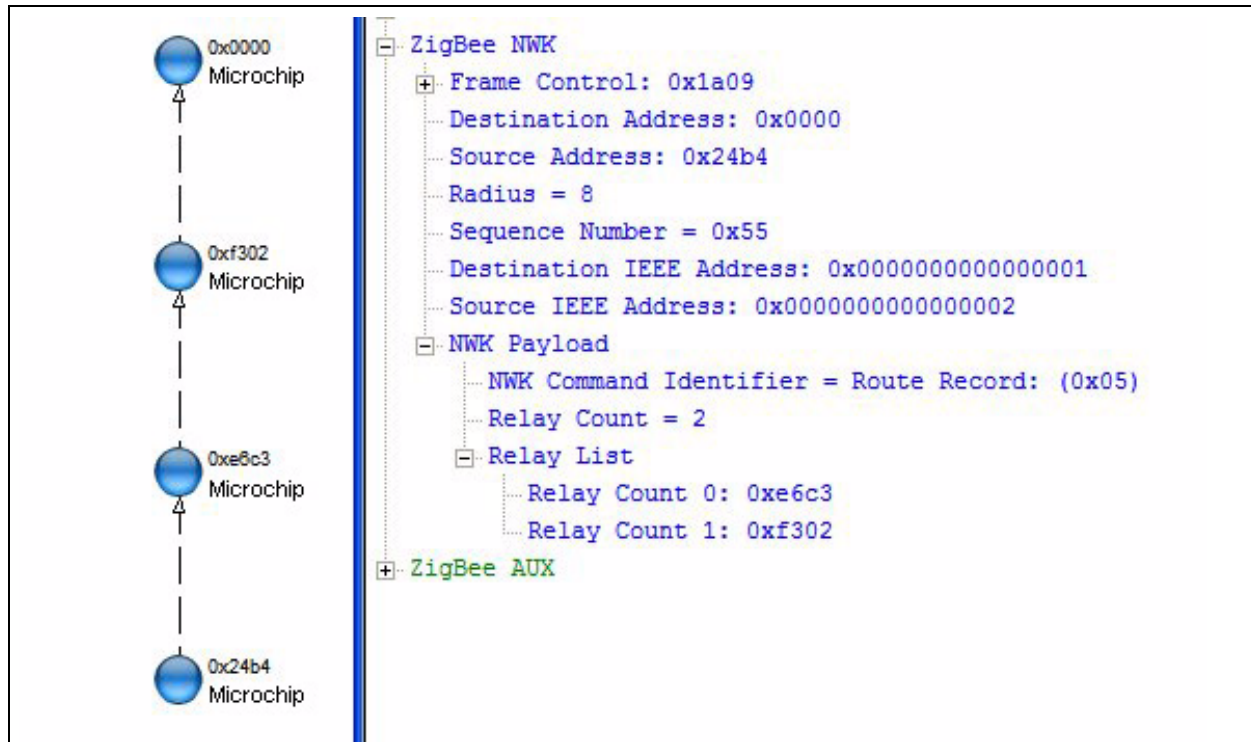 0x0000
Microchip
0xf302
Microchip
0xe6c3
Microchip
0x24b4
Microchip
ZigBee NWK
Frame Control: 0x1a09
Destination Address: 0x0000
Source Address: 0x24b4
Radius = 8
Sequence Number = 0x55
Destination IEEE Address: 0x0000000000000001
Source IEEE Address: 0x0000000000000002
NWK Payload
NWK Command Identifier = Route Record: (0x05)
Relay Count = 2
Relay List
Relay Count 0: 0xe6c3
Relay Count 1: 0xf302
ZigBee AUX